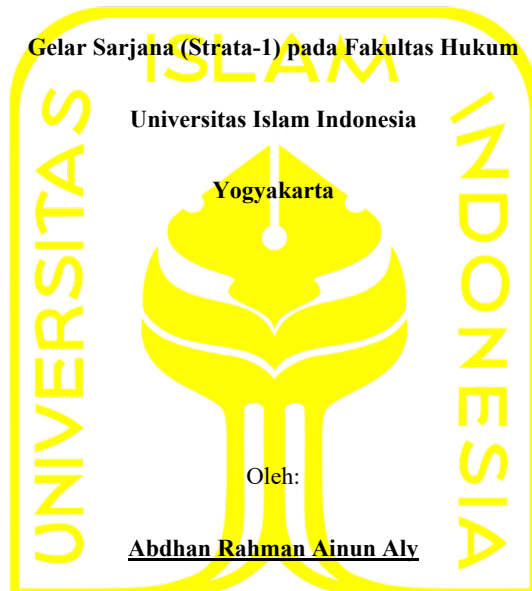 Gelar Sarjana (Strata-1) pada Fakultas Hukum
ISLAM
Universitas Islam Indonesia
UNIVERSITAS
INDONESIA
Yogyakarta
Oleh:
Abdhan Rahman Ainun Aly